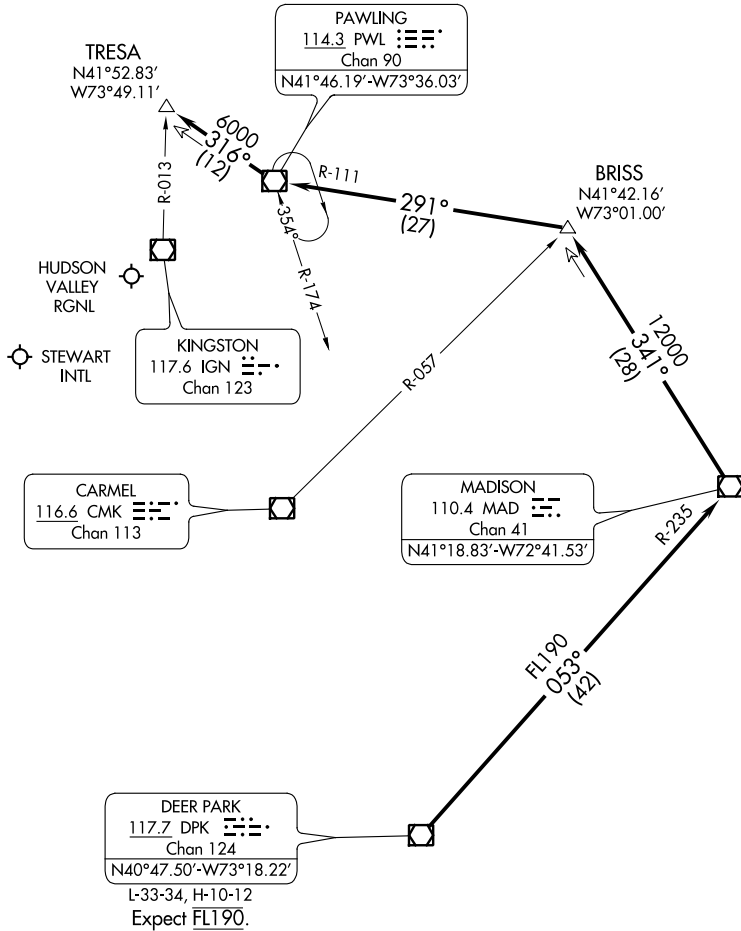 PAWLING
114.3 PWL
Chan 90
N41°46.19′-W73°36.03′
TRESA
N41°52.83′
W73°49.11′
6000
316°
(12)
R-013
R-111
291°
(27)
BRISS
N41°42.16′
W73°01.00′
354°
R-174
HUDSON
VALLEY
RGNL
STEWART
INTL
KINGSTON
117.6 IGN
Chan 123
R-057
12000
341°
(28)
CARMEL
116.6 CMK
Chan 113
MADISON
110.4 MAD
Chan 41
N41°18.83′-W72°41.53′
R-235
FL190
053°
(42)
DEER PARK
117.7 DPK
Chan 124
N40°47.50′-W73°18.22′
L-33-34, H-10-12
Expect FL190.